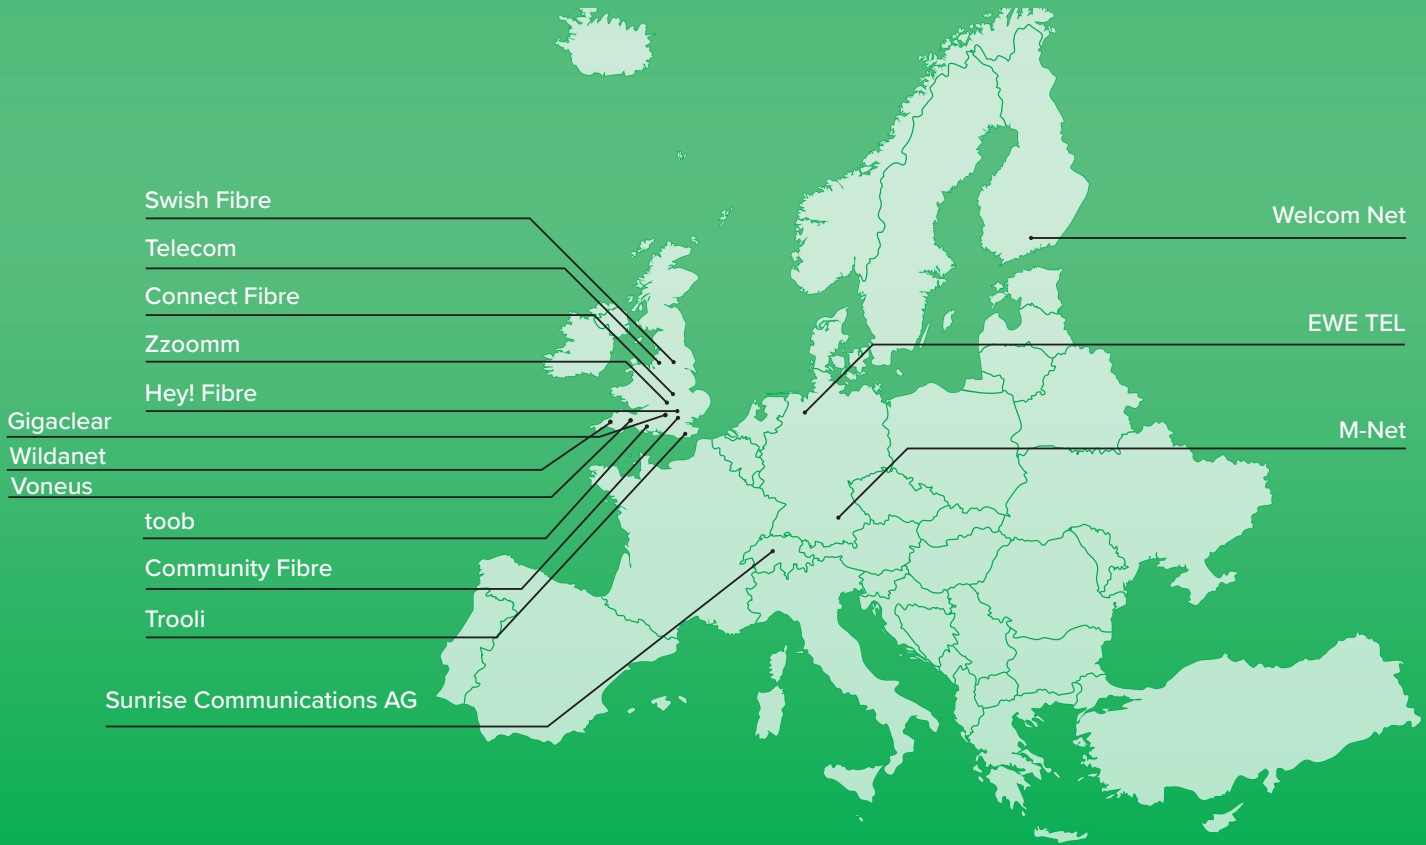 Swish Fibre
Telecom
Connect Fibre
Zzoomm
Hey! Fibre
Gigaclear
Wildanet
Voneus
toob
Community Fibre
Trooli
Sunrise Communications AG
Welcom Net
EWE TEL
M-Net